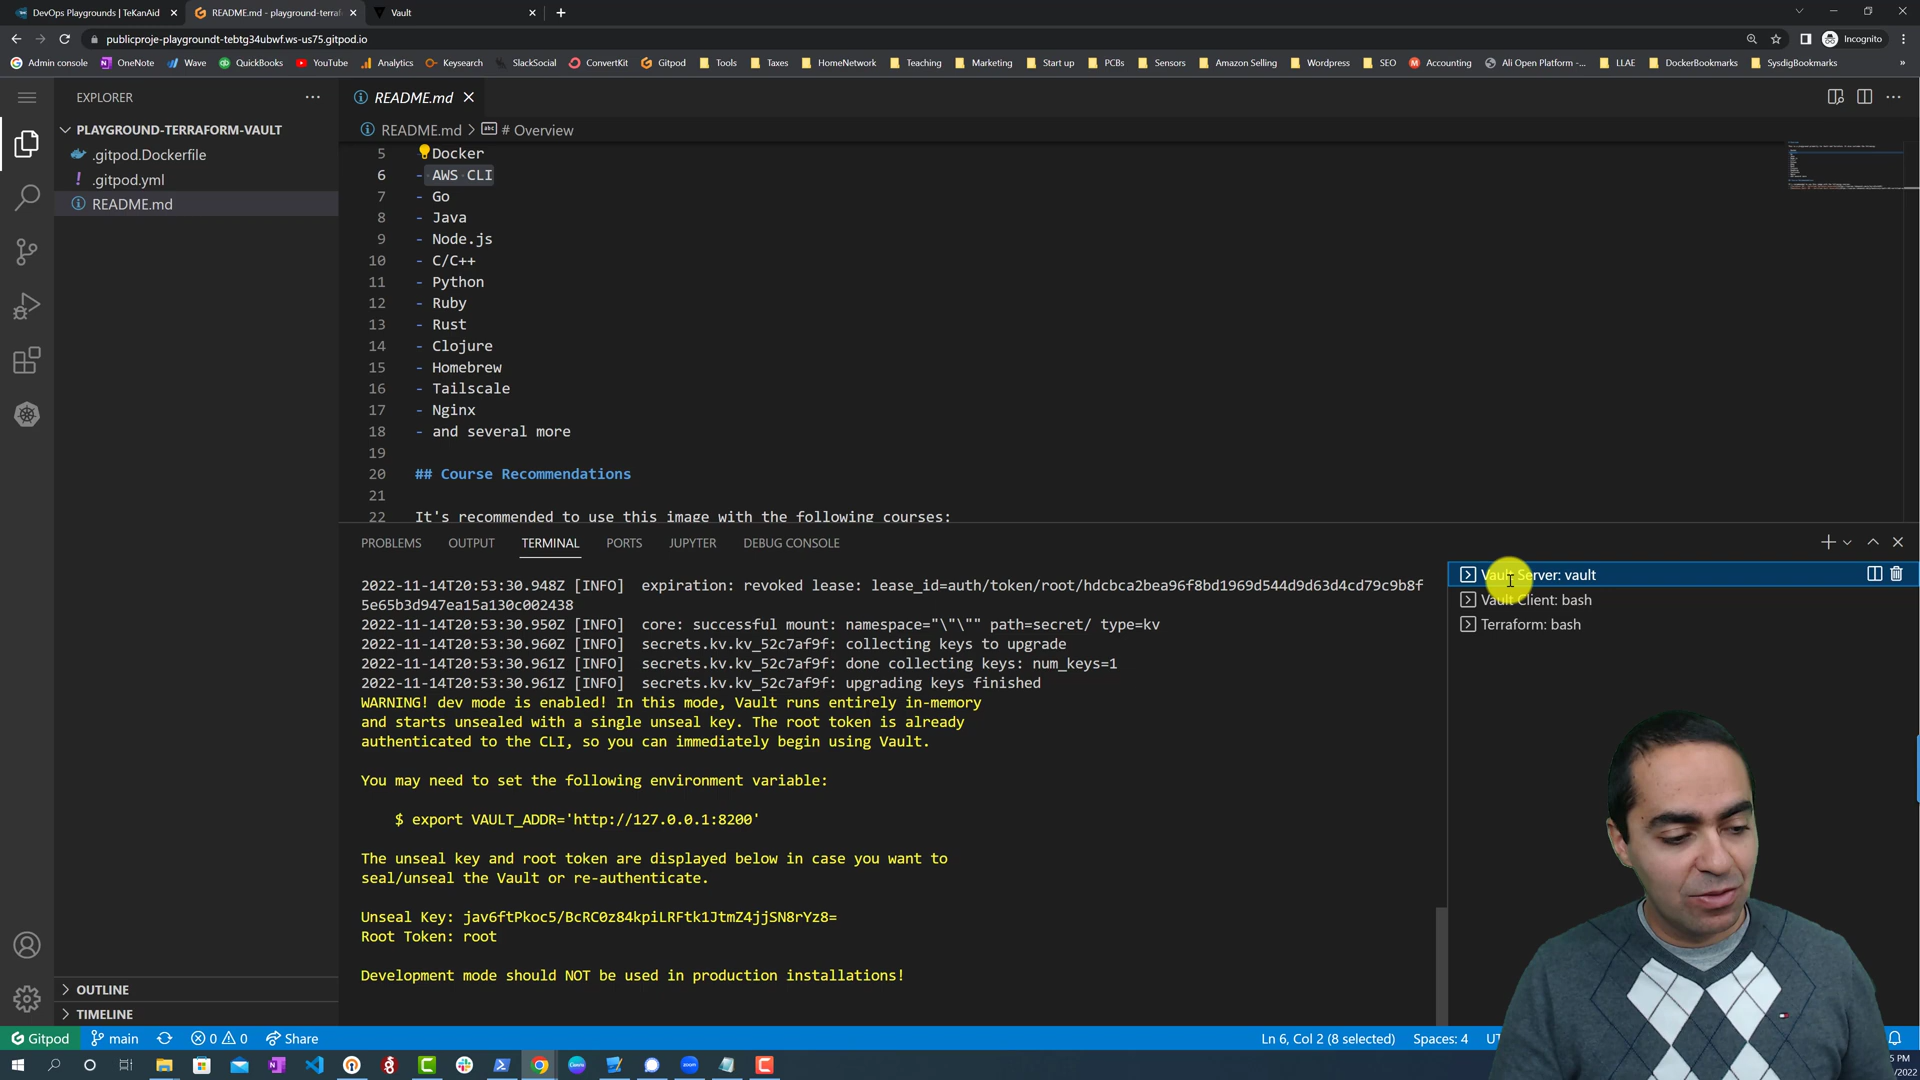 DevOps Playgrounds | TeKanAid
README.md - playground-terraf
Vault
publicproje-playgroundt-tebtg34ubwf.ws-us75.gitpod.io
Incognito
Admin console
OneNote
Wave
QuickBooks
YouTube
Analytics
Keysearch
SlackSocial
ConvertKit
Gitpod
Tools
Taxes
HomeNetwork
Teaching
Marketing
Start up
PCBs
Sensors
Amazon Selling
Wordpress
SEO
Accounting
Ali Open Platform -...
LLAE
DockerBookmarks
SysdigBookmarks
»
EXPLORER
PLAYGROUND-TERRAFORM-VAULT
.gitpod.Dockerfile
! .gitpod.yml
README.md
OUTLINE
TIMELINE
README.md
README.md > # Overview
5 Docker
6 - AWS CLI
7 - Go
8 - Java
9 - Node.js
10 - C/C++
11 - Python
12 - Ruby
13 - Rust
14 - Clojure
15 - Homebrew
16 - Tailscale
17 - Nginx
18 - and several more
19
20 ## Course Recommendations
21
22 It's recommended to use this image with the following courses:
PROBLEMS
OUTPUT
TERMINAL
PORTS
JUPYTER
DEBUG CONSOLE
2022-11-14T20:53:30.948Z [INFO]  expiration: revoked lease: lease_id=auth/token/root/hdcbca2bea96f8bd1969d544d9d63d4cd79c9b8f
5e65b3d947ea15a130c002438
2022-11-14T20:53:30.950Z [INFO]  core: successful mount: namespace="\"\"" path=secret/ type=kv
2022-11-14T20:53:30.960Z [INFO]  secrets.kv.kv_52c7af9f: collecting keys to upgrade
2022-11-14T20:53:30.961Z [INFO]  secrets.kv.kv_52c7af9f: done collecting keys: num_keys=1
2022-11-14T20:53:30.961Z [INFO]  secrets.kv.kv_52c7af9f: upgrading keys finished
WARNING! dev mode is enabled! In this mode, Vault runs entirely in-memory
and starts unsealed with a single unseal key. The root token is already
authenticated to the CLI, so you can immediately begin using Vault.
You may need to set the following environment variable:
$ export VAULT_ADDR='http://127.0.0.1:8200'
The unseal key and root token are displayed below in case you want to
seal/unseal the Vault or re-authenticate.
Unseal Key: jav6ftPkoc5/BcRC0z84kpiLRFtk1JtmZ4jjSN8rYz8=
Root Token: root
Development mode should NOT be used in production installations!
Vault Server: vault
Vault Client: bash
Terraform: bash
Gitpod
main
0
0
Share
Ln 6, Col 2 (8 selected)
Spaces: 4